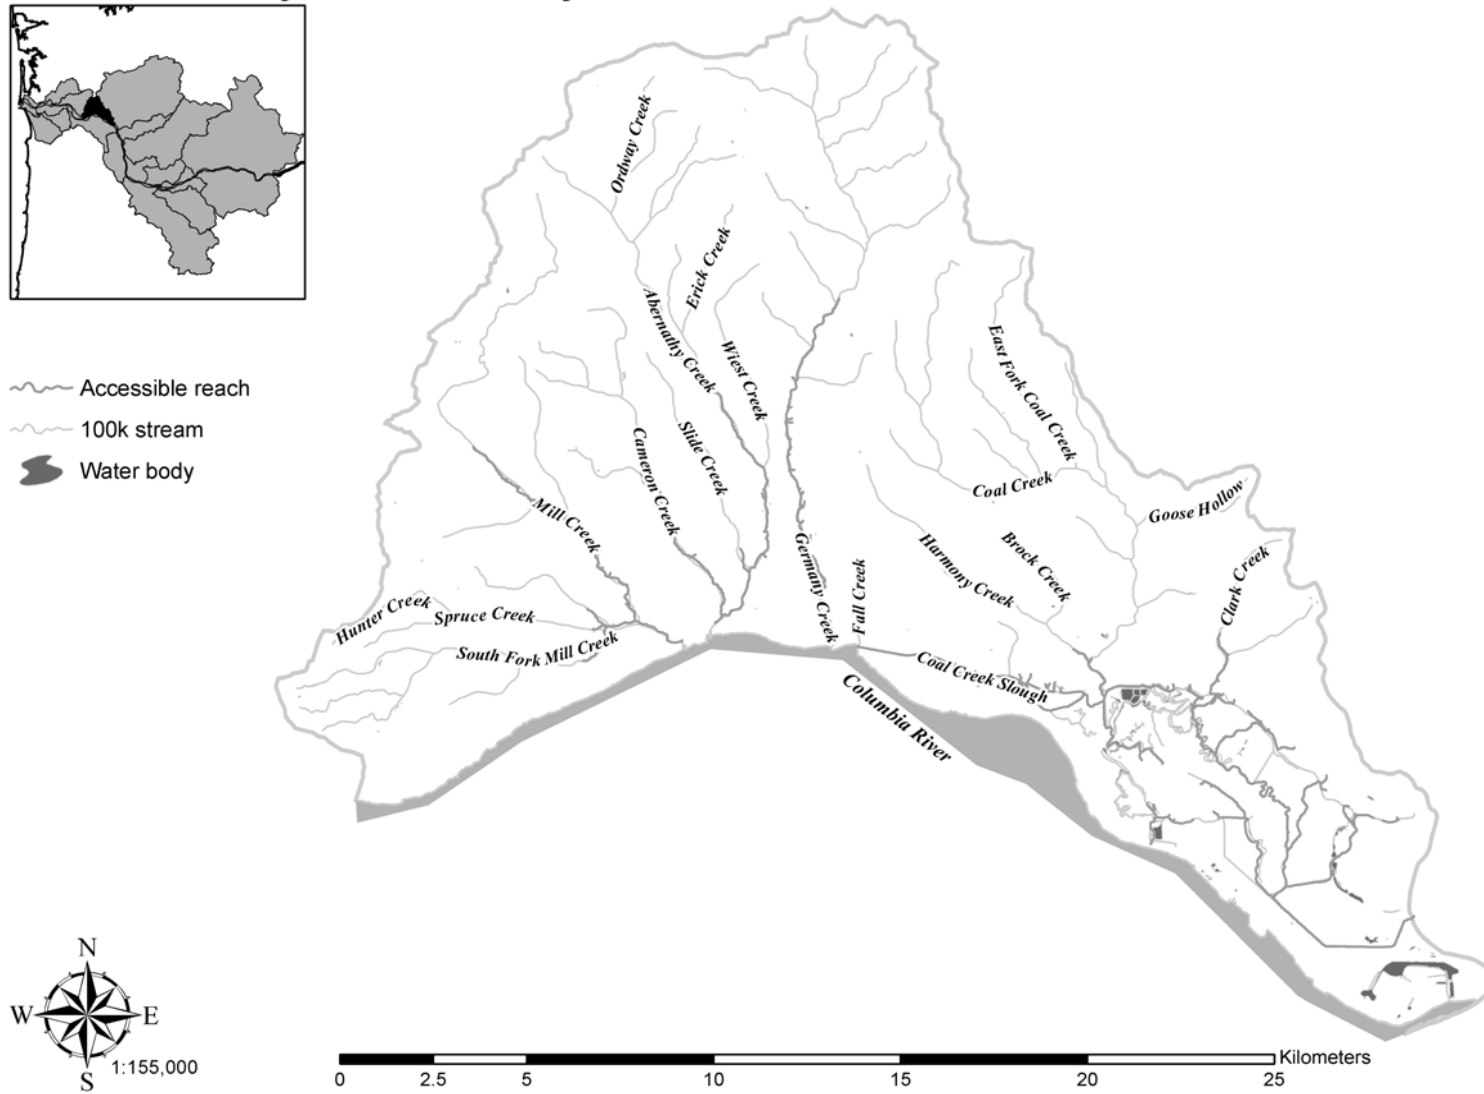 Ordway Creek
Erick Creek
Abernathy Creek
Wiest Creek
East Fork Coal Creek
Accessible reach
100k stream
Water body
Slide Creek
Cameron Creek
Coal Creek
Goose Hollow
Mill Creek
Germany Creek
Harmony Creek
Brock Creek
Clark Creek
Fall Creek
Hunter Creek
Spruce Creek
South Fork Mill Creek
Coal Creek Slough
Columbia River
N
W
E
S
1:155,000
Kilometers
0
2.5
5
10
15
20
25